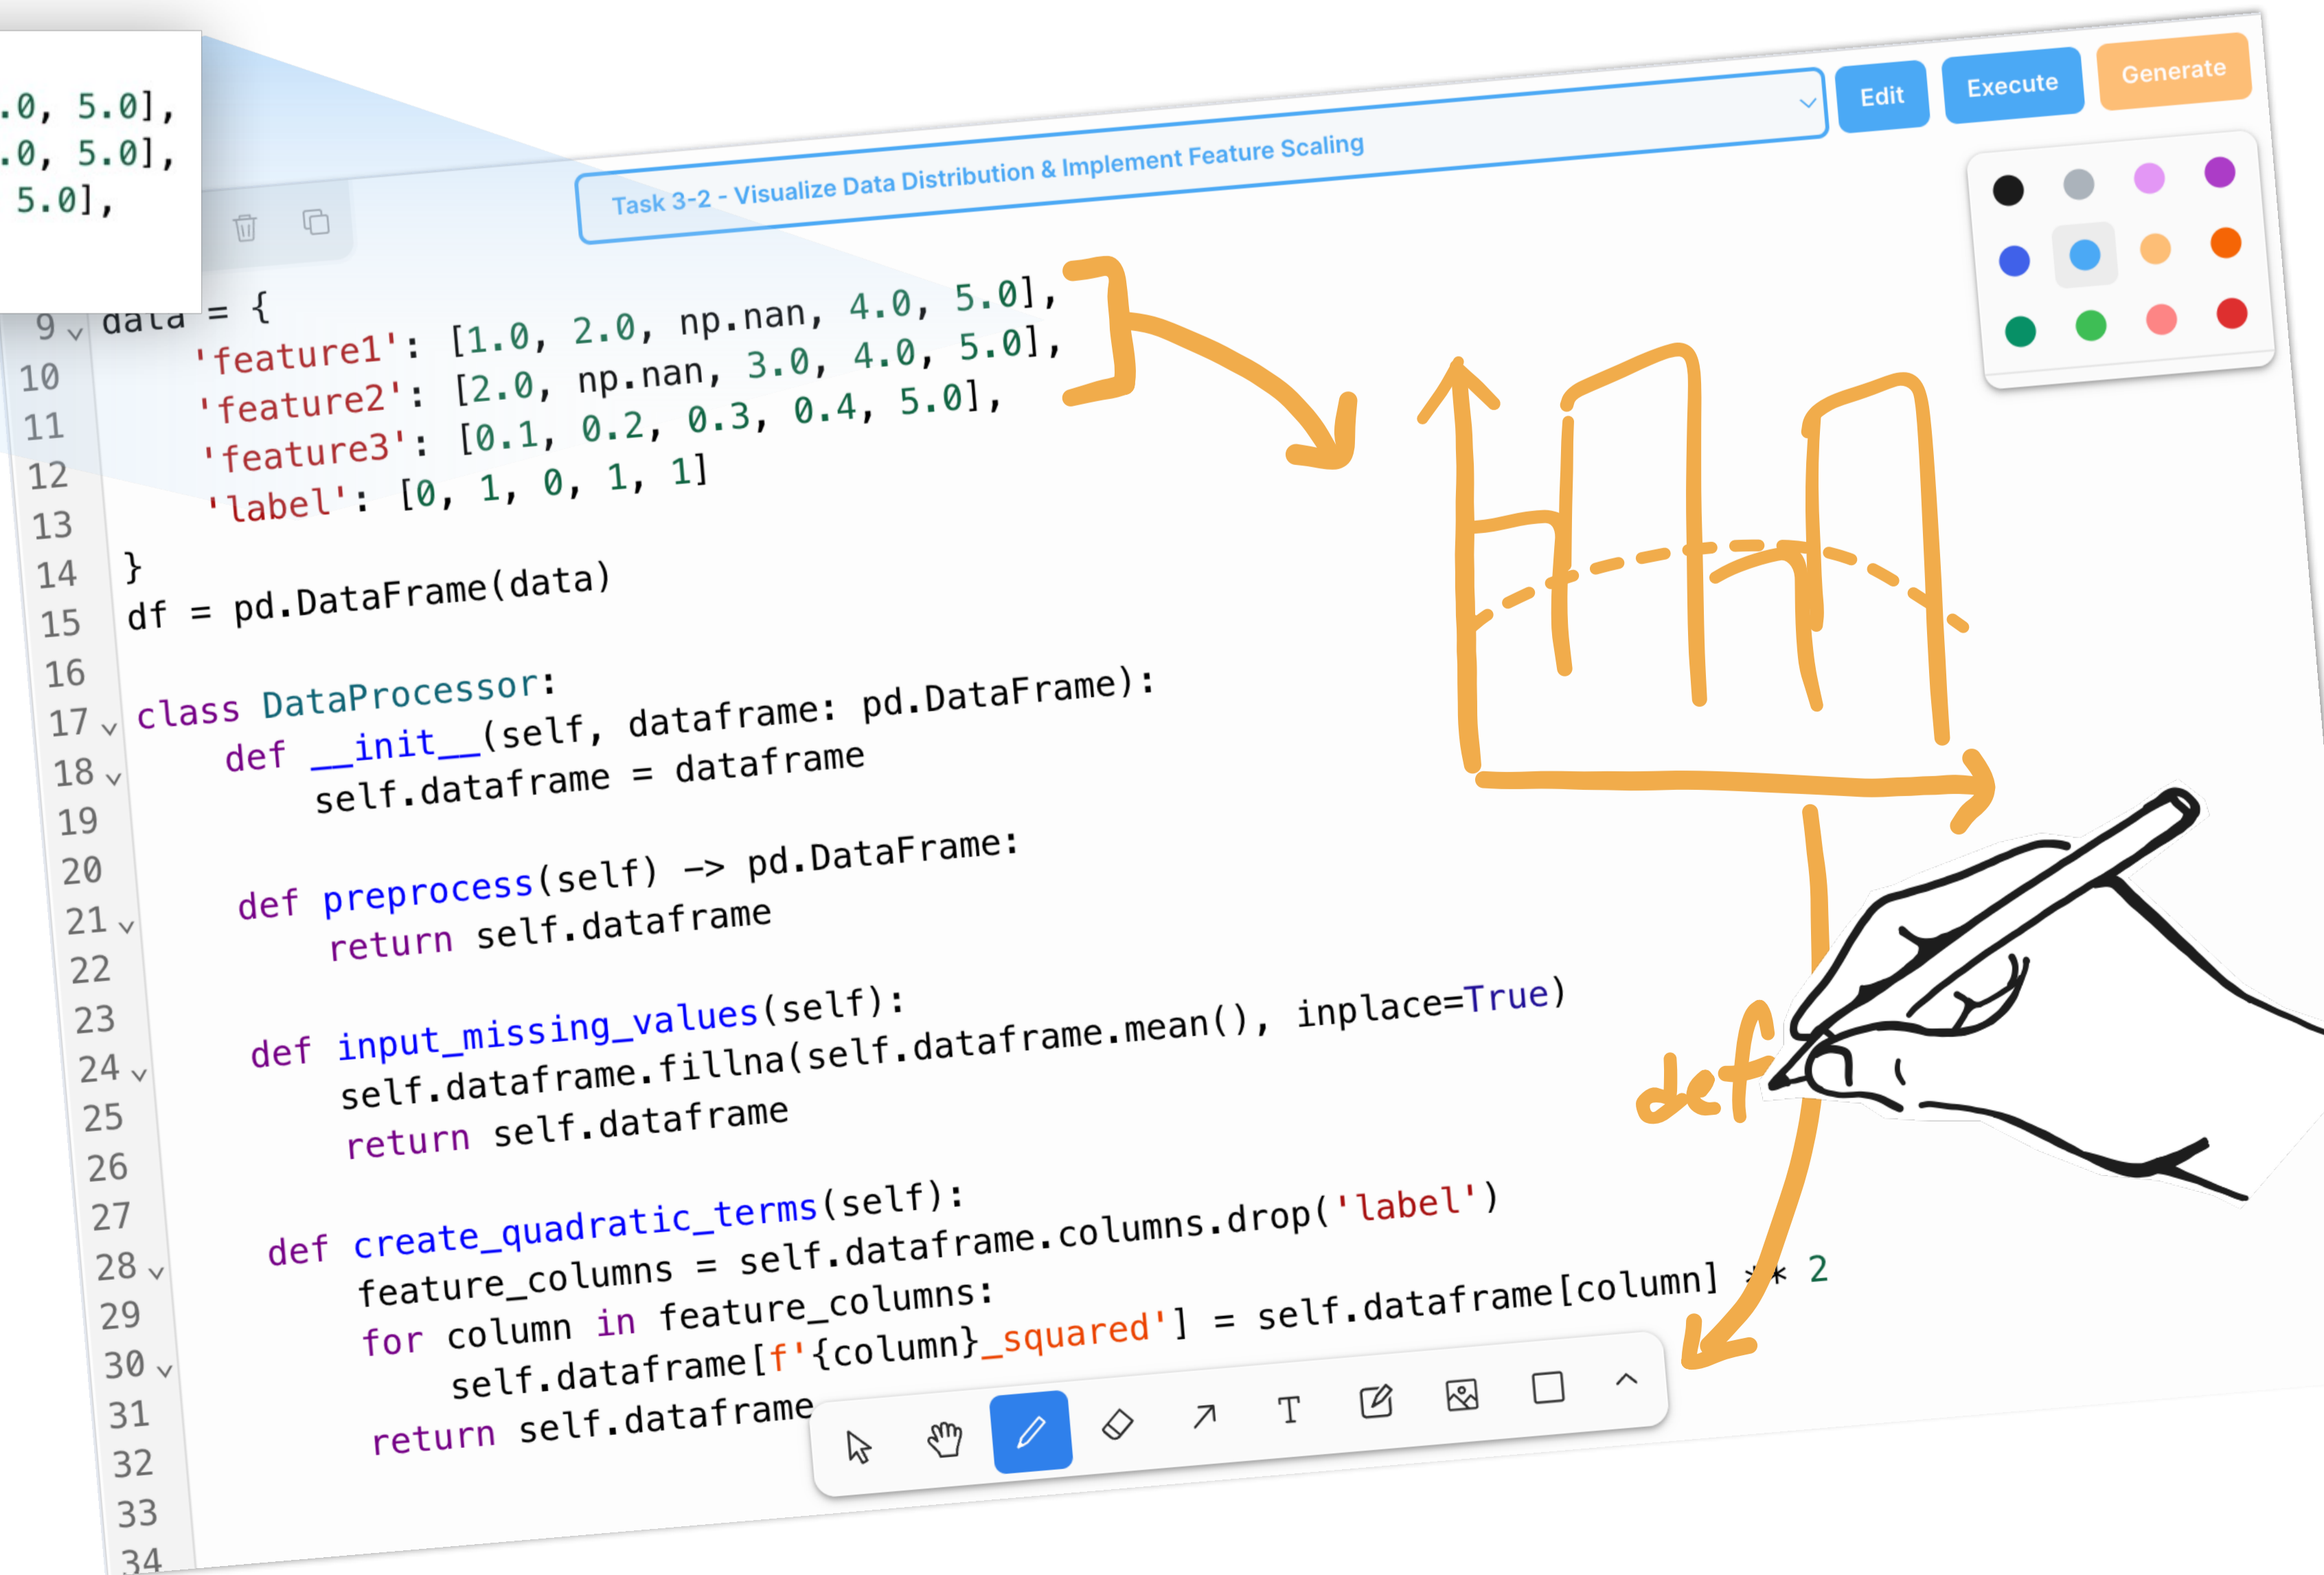 .0, 5.0],
.0, 5.0],
5.0],
Task 3-2 - Visualize Data Distribution & Implement Feature Scaling
Edit
Execute
Generate
9 data = {
10 'feature1': [1.0, 2.0, np.nan, 4.0, 5.0],
11 'feature2': [2.0, np.nan, 3.0, 4.0, 5.0],
12 'feature3': [0.1, 0.2, 0.3, 0.4, 5.0],
13 'label': [0, 1, 0, 1, 1]
14 }
15 df = pd.DataFrame(data)
16
17 class DataProcessor:
18 def __init__(self, dataframe: pd.DataFrame):
19 self.dataframe = dataframe
20
21 def preprocess(self) -> pd.DataFrame:
22 return self.dataframe
23
24 def input_missing_values(self):
25 self.dataframe.fillna(self.dataframe.mean(), inplace=True)
26 return self.dataframe
27
28 def create_quadratic_terms(self):
29 feature_columns = self.dataframe.columns.drop('label')
30 for column in feature_columns:
31 self.dataframe[f'{column}_squared'] = self.dataframe[column] ** 2
32 return self.dataframe
33
34
def
T